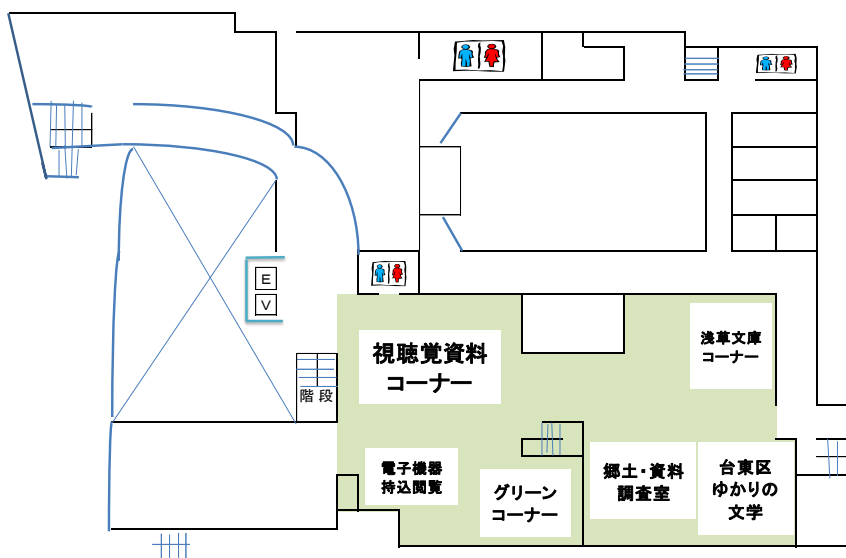 E
V
階段
視聴覚資料
コーナー
浅草文庫
コーナー
電子機器
持込閲覧
グリーン
コーナー
郷土・資料
調査室
台東区
ゆかりの
文学